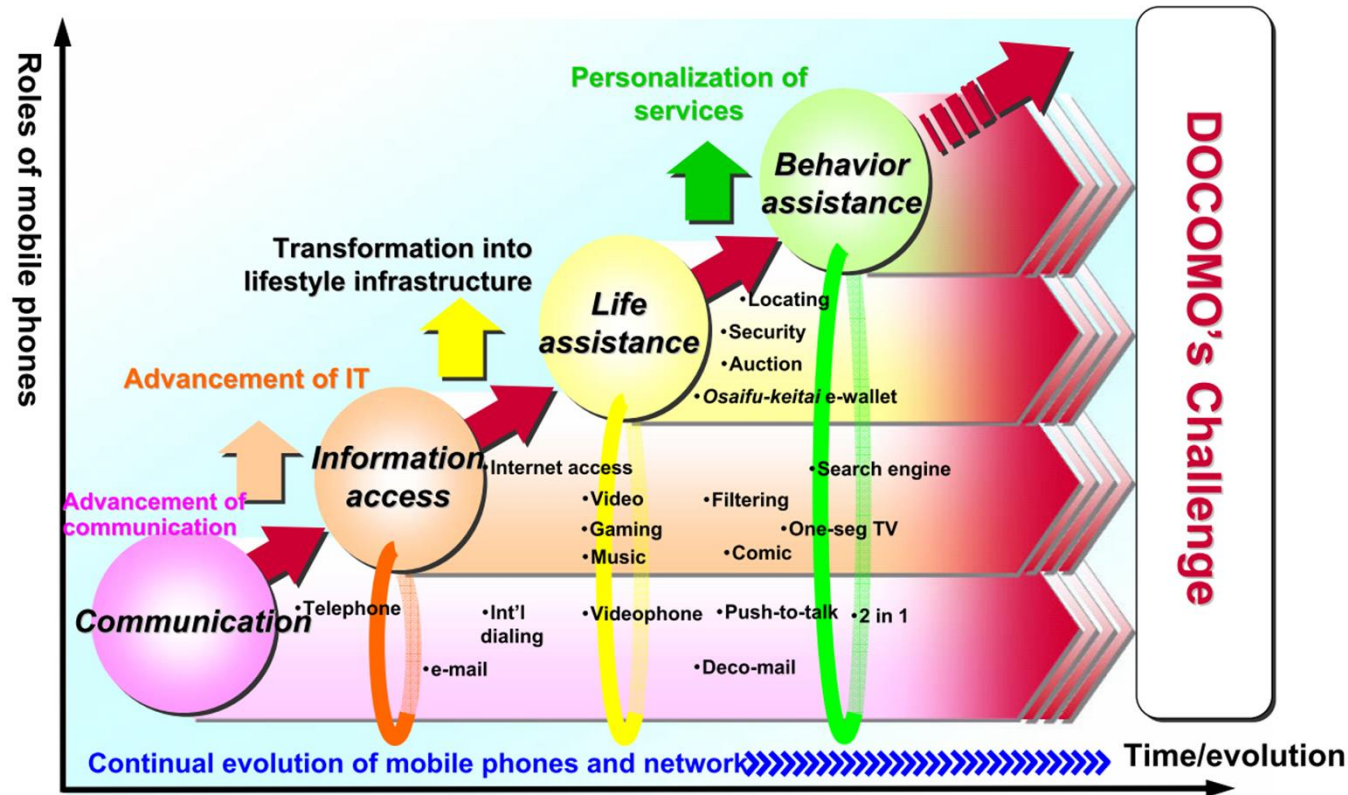 Roles of mobile phones
Personalization of
services
Behavior
assistance
Transformation into
lifestyle infrastructure
Life
assistance
•Locating
•Security
•Auction
•Osaifu-keitai e-wallet
Advancement of IT
Information
access
•Internet access
•Search engine
•Video
•Filtering
•Gaming
•One-seg TV
•Music
•Comic
Advancement of
communication
Communication
•Telephone
•Int'l
dialing
•Videophone
•Push-to-talk
•2 in 1
•e-mail
•Deco-mail
Continual evolution of mobile phones and network
Time/evolution
DOCOMO's Challenge